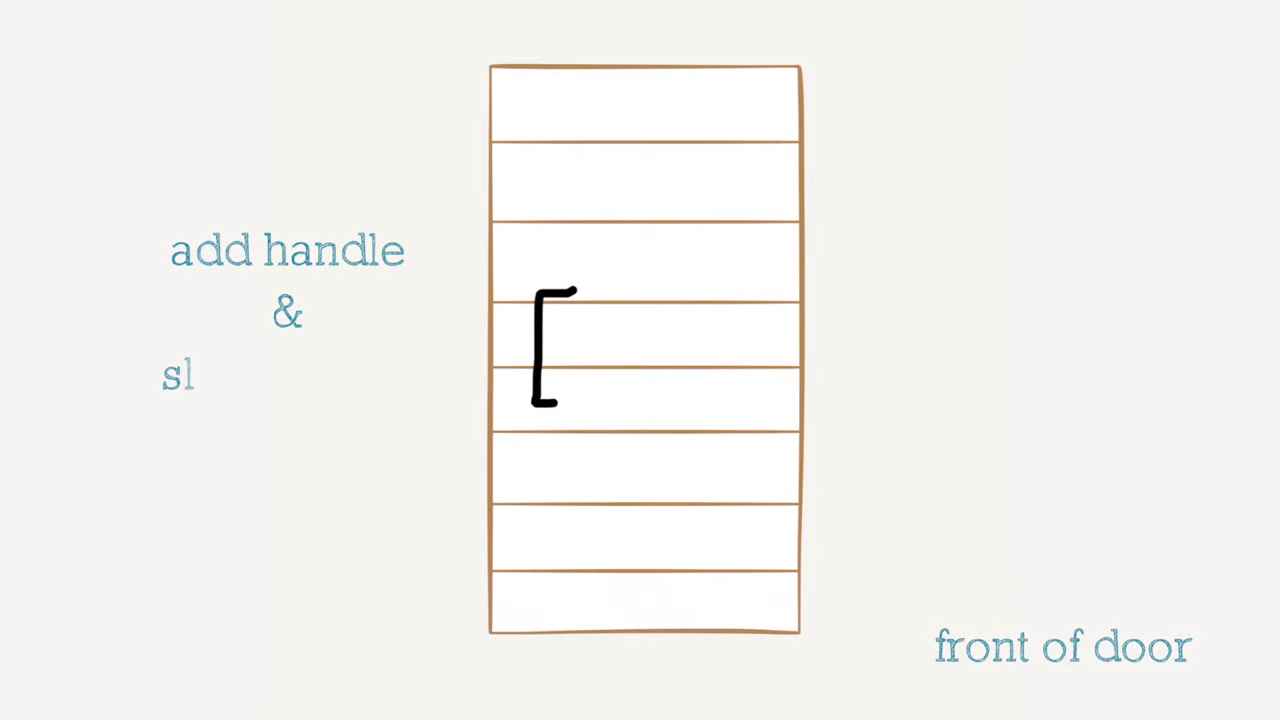 add handle
&
sl
front of door